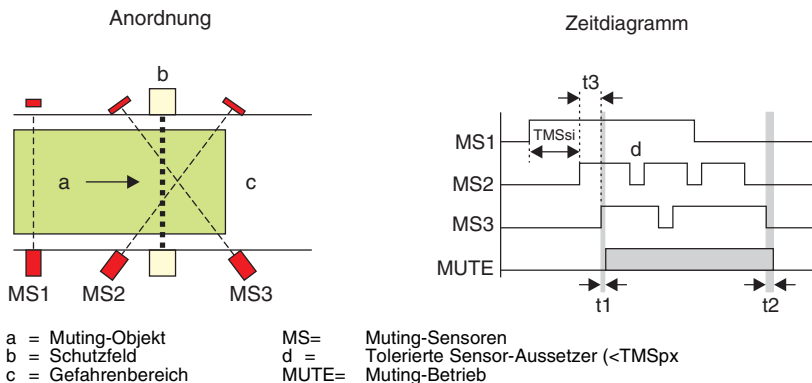 Anordnung
Zeitdiagramm
b
a
c
MS1
MS2
MS3
t3
MS1
TMSsi
d
MS2
MS3
MUTE
t1
t2
a = Muting-Objekt
b = Schutzfeld
c = Gefahrenbereich
MS= Muting-Sensoren
d = Tolerierte Sensor-Aussetzer (<TMSpx
MUTE= Muting-Betrieb